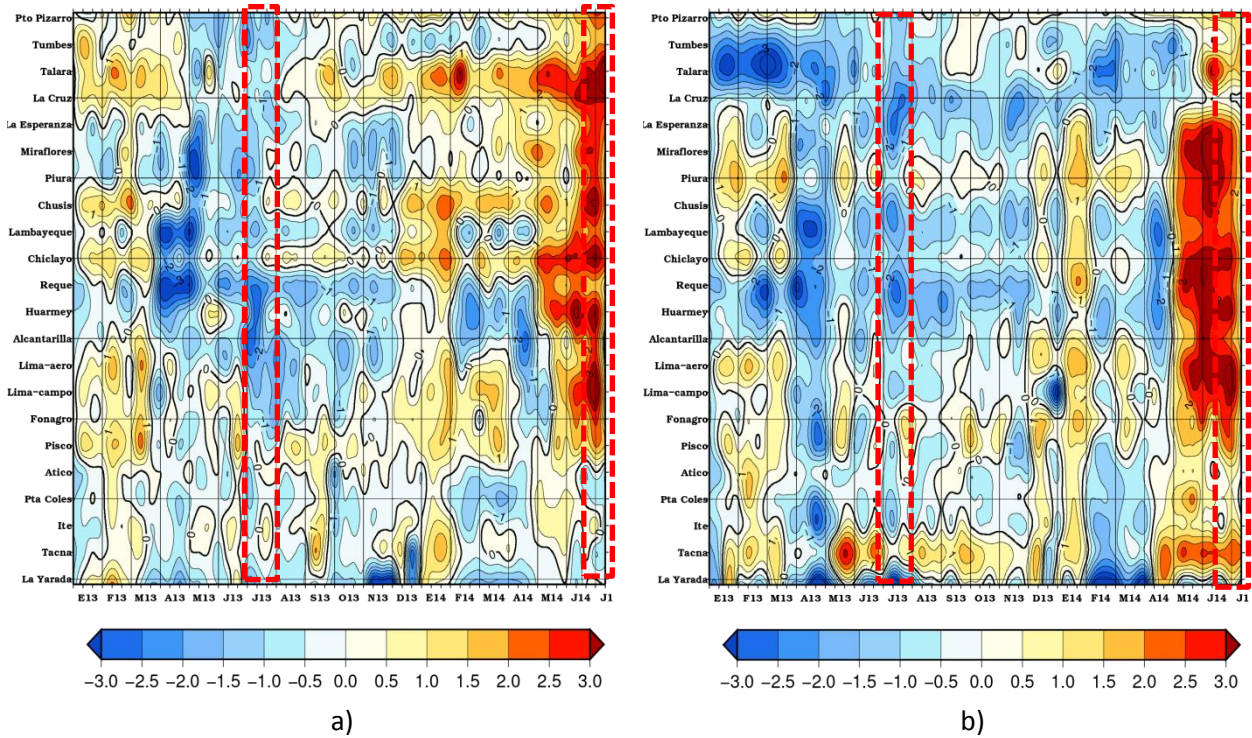 Pto Pizarro
Tumbes
Talara
La Cruz
La Esperanza
Miraflores
Piura
Chusis
Lambayeque
Chiclayo
Reque
Huarmey
Alcantarilla
Lima-aero
Lima-campo
Fonagro
Pisco
Atico
Pta Coles
Ite
Tacna
La Yarada
E13 F13 M13 A13 M13 J13 J13 A13 S13 O13 N13 D13 E14 F14 M14 A14 M14 J14 J1
−3.0 −2.5 −2.0 −1.5 −1.0 −0.5 0.0 0.5 1.0 1.5 2.0 2.5 3.0
a)
Pto Pizarro
Tumbes
Talara
La Cruz
La Esperanza
Miraflores
Piura
Chusis
Lambayeque
Chiclayo
Reque
Huarmey
Alcantarilla
Lima-aero
Lima-campo
Fonagro
Pisco
Atico
Pta Coles
Ite
Tacna
La Yarada
E13 F13 M13 A13 M13 J13 J13 A13 S13 O13 N13 D13 E14 F14 M14 A14 M14 J14 J1
−3.0 −2.5 −2.0 −1.5 −1.0 −0.5 0.0 0.5 1.0 1.5 2.0 2.5 3.0
b)